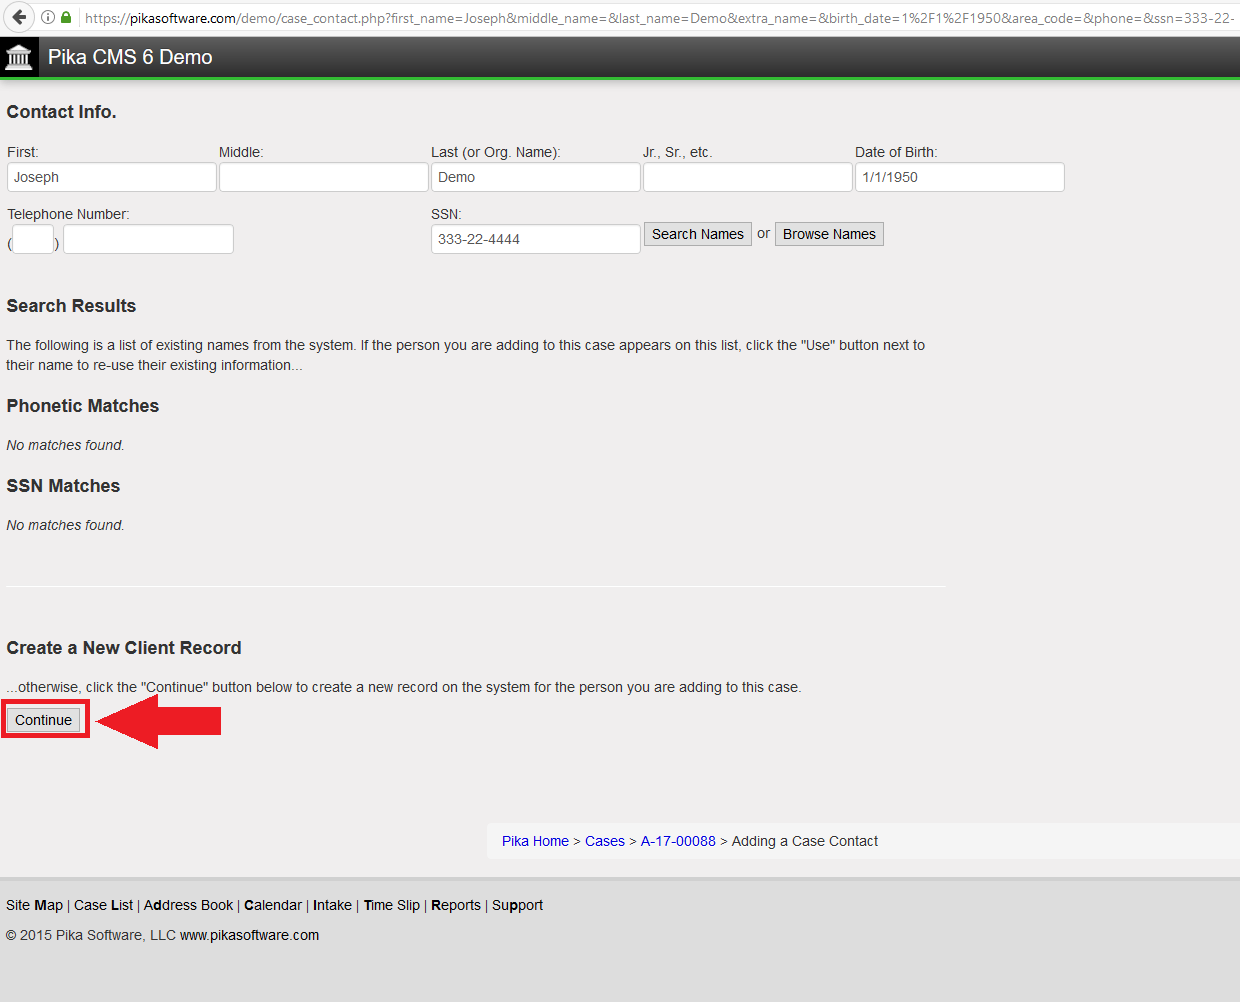 https://pikasoftware.com/demo/case_contact.php?first_name=Joseph&middle_name=&last_name=Demo&extra_name=&birth_date=1%2F1%2F1950&area_code=&phone=&ssn=333-22-
Pika CMS 6 Demo
Contact Info.
First: Middle: Last (or Org. Name): Jr., Sr., etc. Date of Birth:
Joseph Demo 1/1/1950
Telephone Number: SSN:
( ) 333-22-4444 Search Names or Browse Names
Search Results
The following is a list of existing names from the system. If the person you are adding to this case appears on this list, click the "Use" button next to
their name to re-use their existing information...
Phonetic Matches
No matches found.
SSN Matches
No matches found.
Create a New Client Record
...otherwise, click the "Continue" button below to create a new record on the system for the person you are adding to this case.
Continue
Pika Home > Cases > A-17-00088 > Adding a Case Contact
Site Map | Case List | Address Book | Calendar | Intake | Time Slip | Reports | Support
© 2015 Pika Software, LLC www.pikasoftware.com